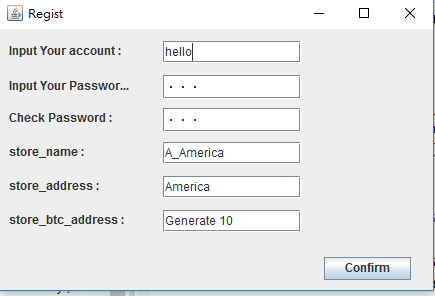 Regist
Input Your account : hello
Input Your Passwor... · · ·
Check Password : · · ·
store_name : A_America
store_address : America
store_btc_address : Generate 10
Confirm